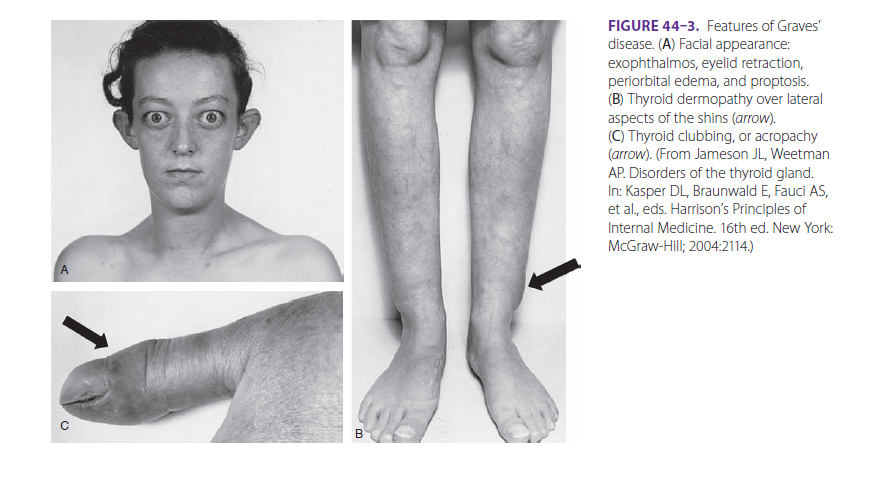 FIGURE 44–3. Features of Graves’
disease. (A) Facial appearance:
exophthalmos, eyelid retraction,
periorbital edema, and proptosis.
(B) Thyroid dermopathy over lateral
aspects of the shins (arrow).
(C) Thyroid clubbing, or acropachy
(arrow). (From Jameson JL, Weetman
AP. Disorders of the thyroid gland.
In: Kasper DL, Braunwald E, Fauci AS,
et al., eds. Harrison’s Principles of
Internal Medicine. 16th ed. New York:
McGraw-Hill; 2004:2114.)
A
C
B